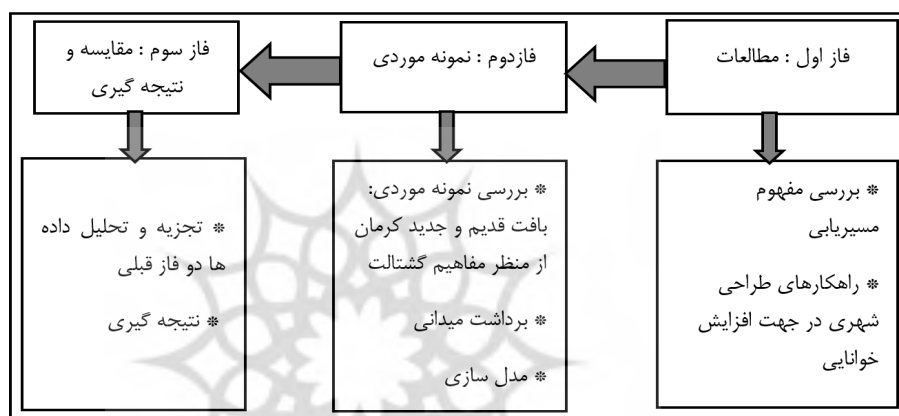 فاز اول : مطالعات
فازدوم : نمونه موردی
فاز سوم : مقایسه و
نتیجه گیری
* بررسی مفهوم
مسیریابی
* راهکارهای طراحی
شهری در جهت افزایش
خوانایی
* بررسی نمونه موردی:
بافت قدیم و جدید کرمان
از منظر مفاهیم گشتالت
* برداشت میدانی
* مدل سازی
* تجزیه و تحلیل داده
ها دو فاز قبلی
* نتیجه گیری